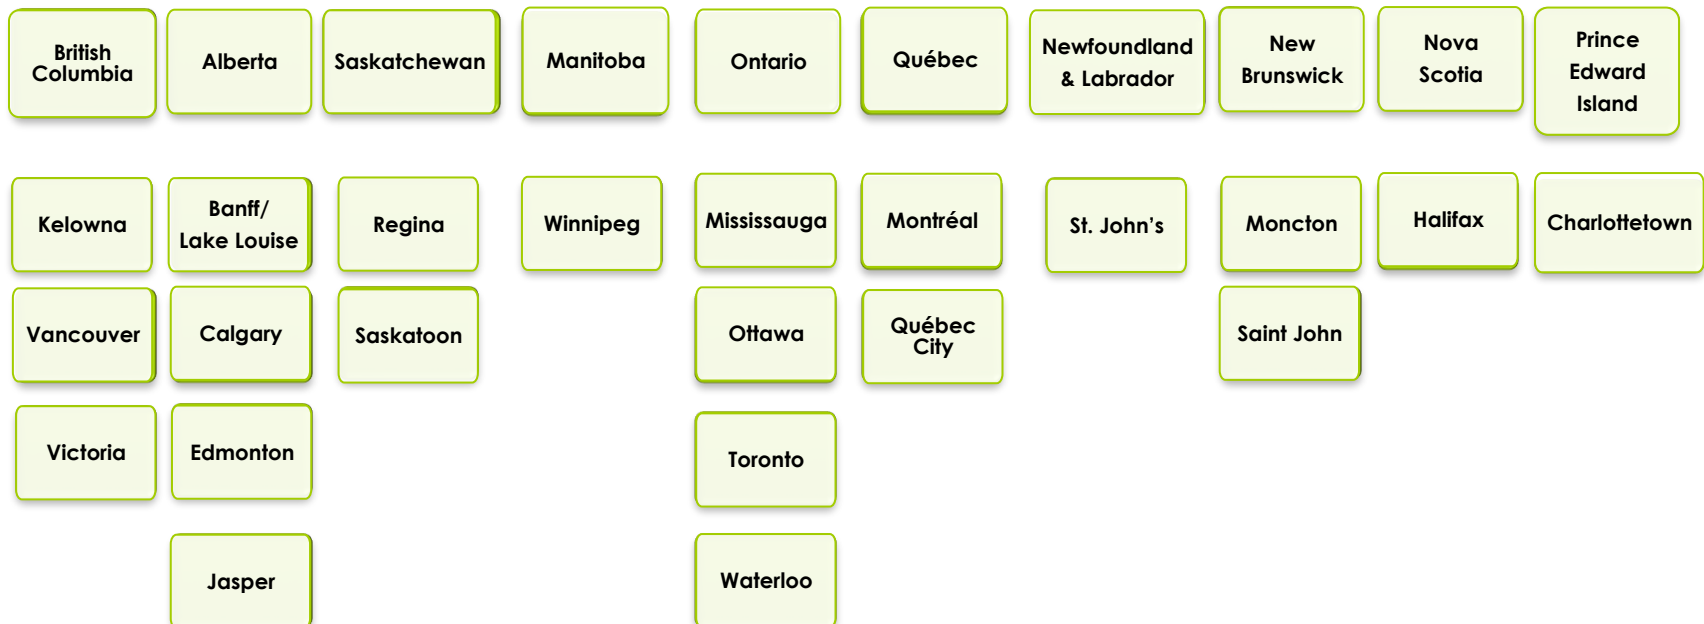 British
Columbia
Alberta
Saskatchewan
Manitoba
Ontario
Québec
Newfoundland
& Labrador
New
Brunswick
Nova
Scotia
Prince
Edward
Island
Kelowna
Banff/
Lake Louise
Regina
Winnipeg
Mississauga
Montréal
St. John's
Moncton
Halifax
Charlottetown
Vancouver
Calgary
Saskatoon
Ottawa
Québec
City
Saint John
Victoria
Edmonton
Toronto
Jasper
Waterloo